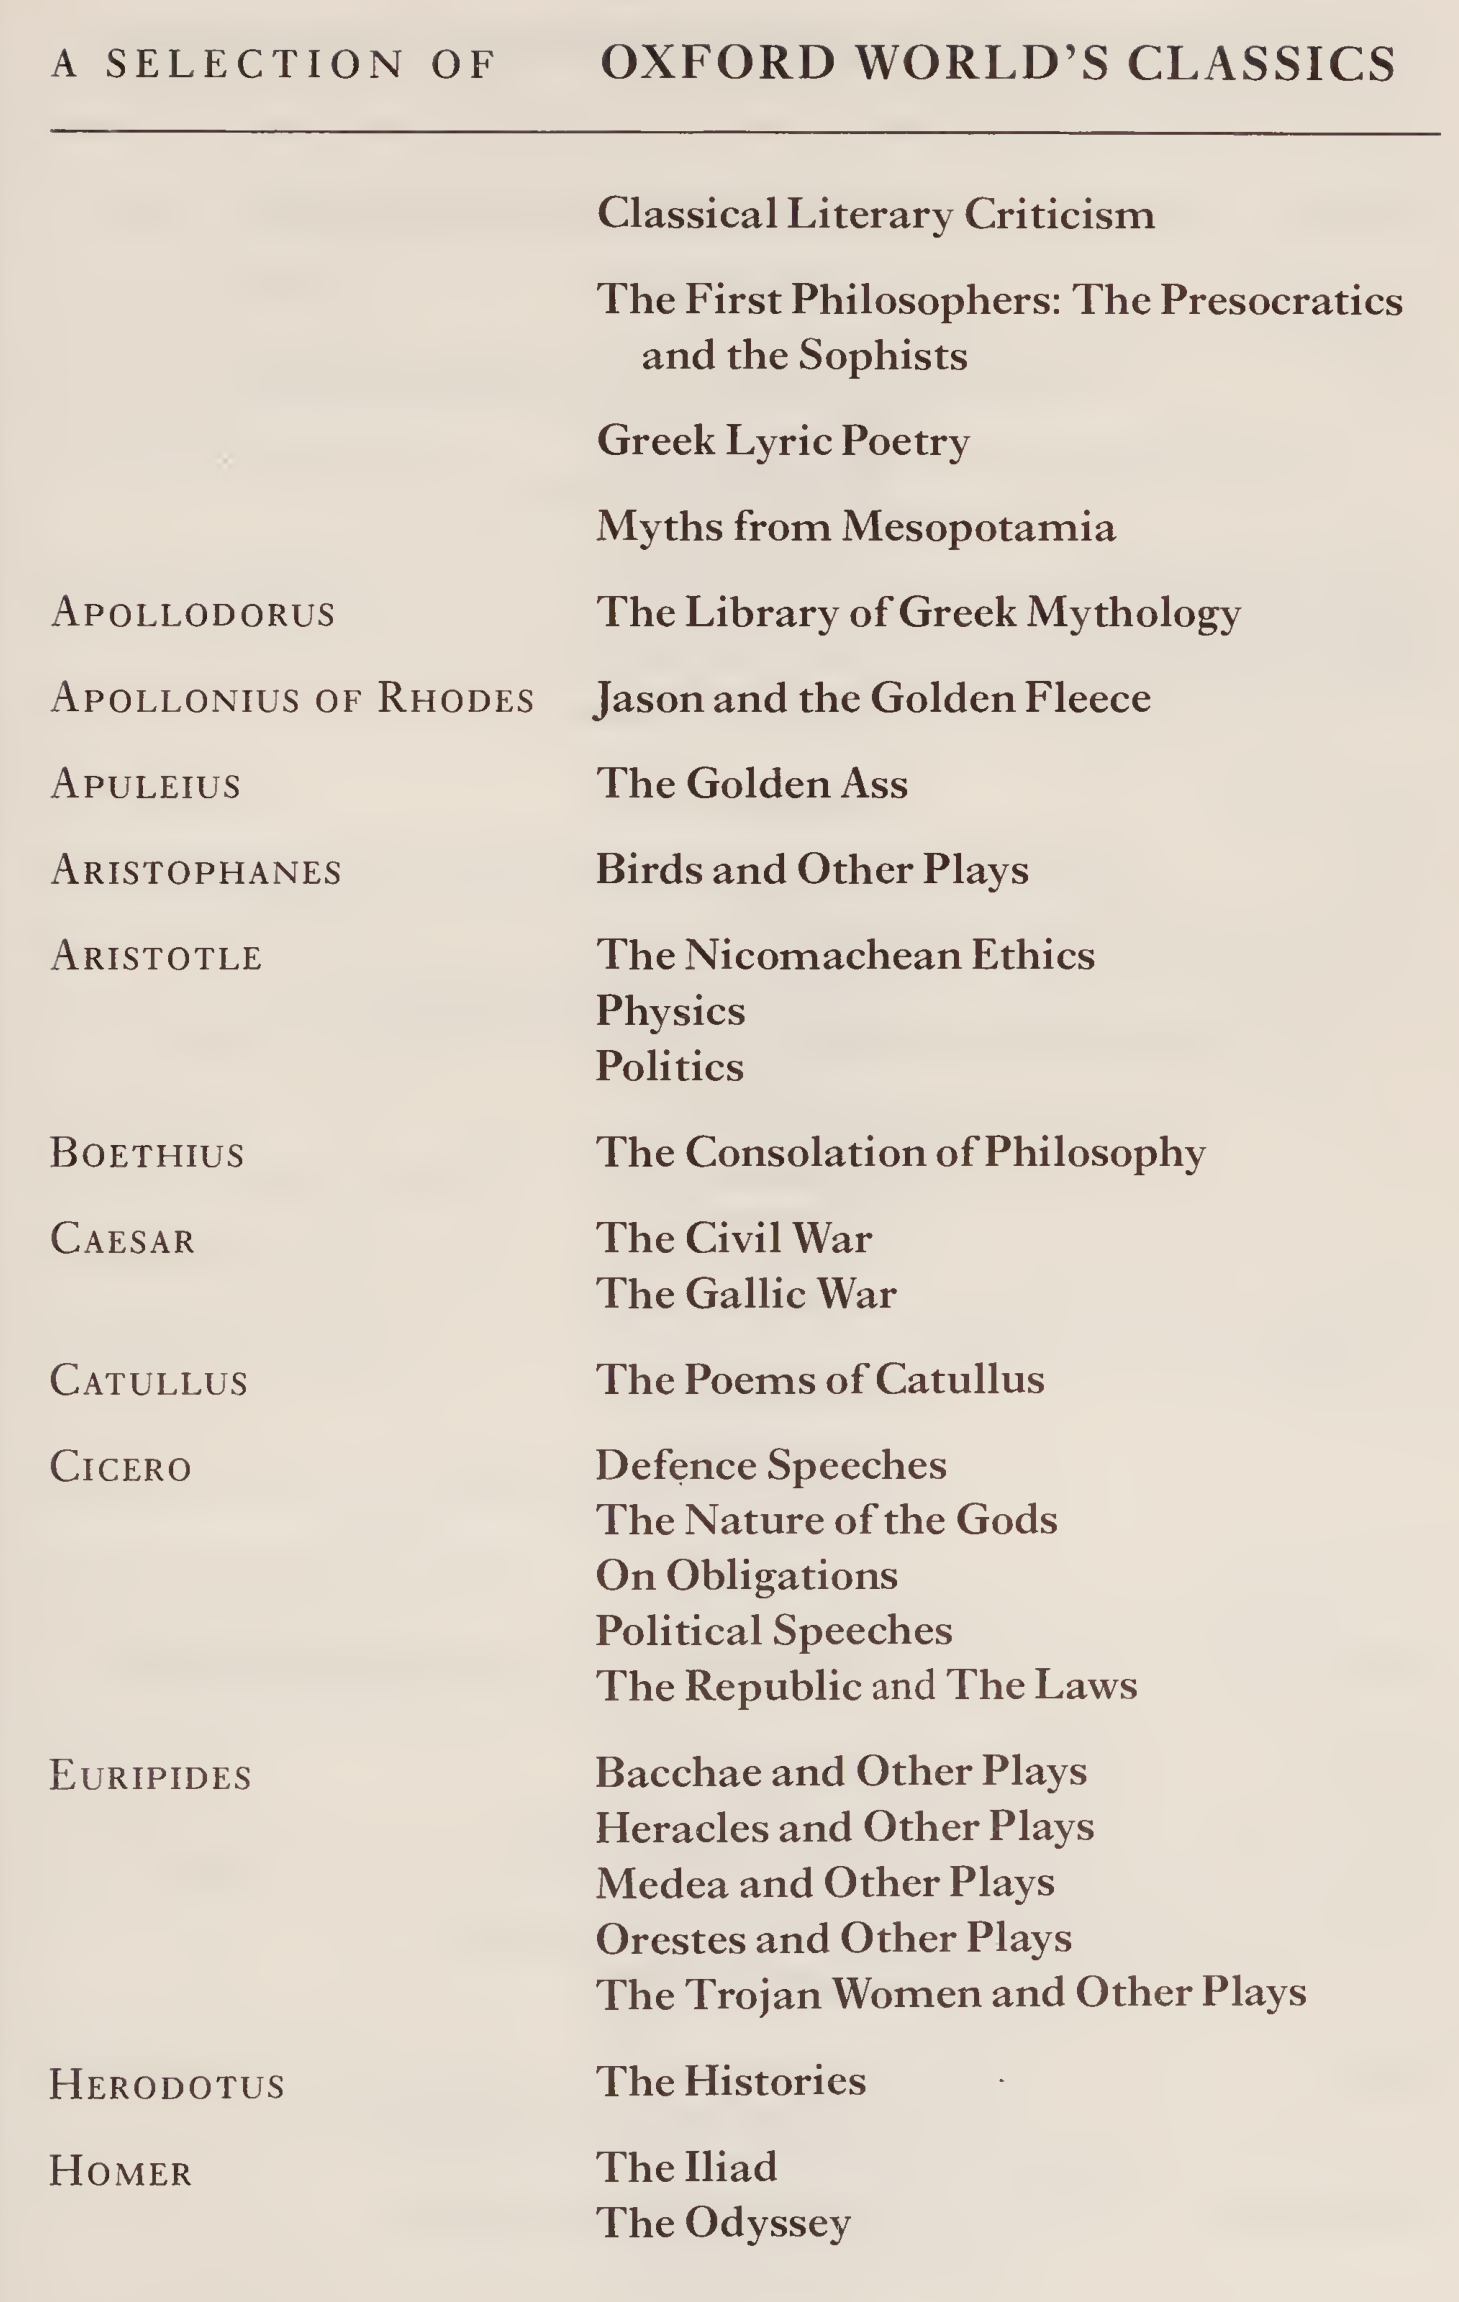 A SELECTION OF OXFORD WORLD'S CLASSICS
Classical Literary Criticism
The First Philosophers: The Presocratics
and the Sophists
Greek Lyric Poetry
Myths from Mesopotamia
APOLLODORUS The Library of Greek Mythology
APOLLONIUS OF RHODES Jason and the Golden Fleece
APULEIUS The Golden Ass
ARISTOPHANES Birds and Other Plays
ARISTOTLE The Nicomachean Ethics
Physics
Politics
BOETHIUS The Consolation of Philosophy
CAESAR The Civil War
The Gallic War
CATULLUS The Poems of Catullus
CICERO Defence Speeches
The Nature of the Gods
On Obligations
Political Speeches
The Republic and The Laws
EURIPIDES Bacchae and Other Plays
Heracles and Other Plays
Medea and Other Plays
Orestes and Other Plays
The Trojan Women and Other Plays
HERODOTUS The Histories
HOMER The Iliad
The Odyssey